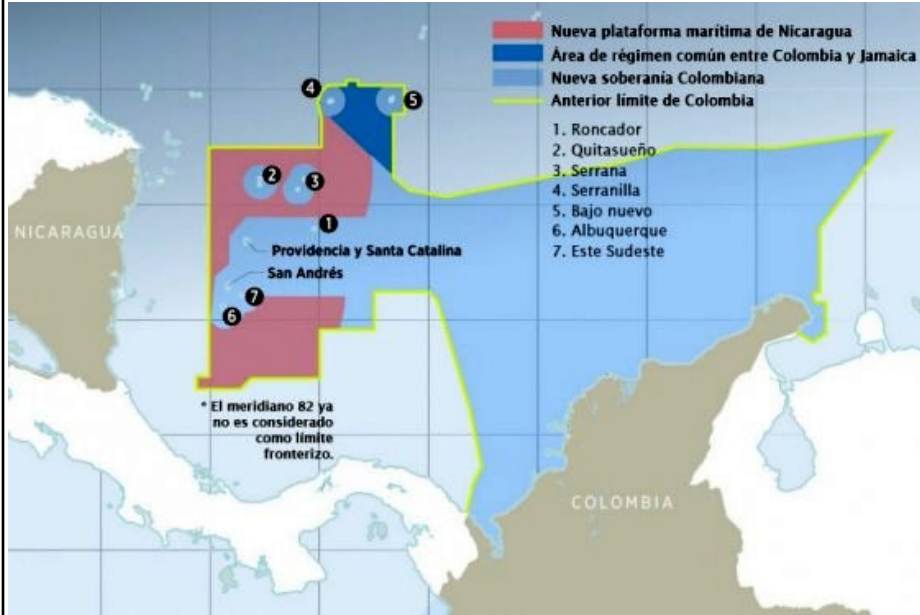 Nueva plataforma marítima de Nicaragua
Área de régimen común entre Colombia y Jamaica
Nueva soberanía Colombiana
Anterior límite de Colombia
1. Roncador
2. Quitasueño
3. Serrana
4. Serranilla
5. Bajo nuevo
6. Albuquerque
7. Este Sudeste
4
5
2
3
1
NICARAGUA
Providencia y Santa Catalina
San Andrés
7
6
* El meridiano 82 ya
no es considerado
como límite
fronterizo.
COLOMBIA